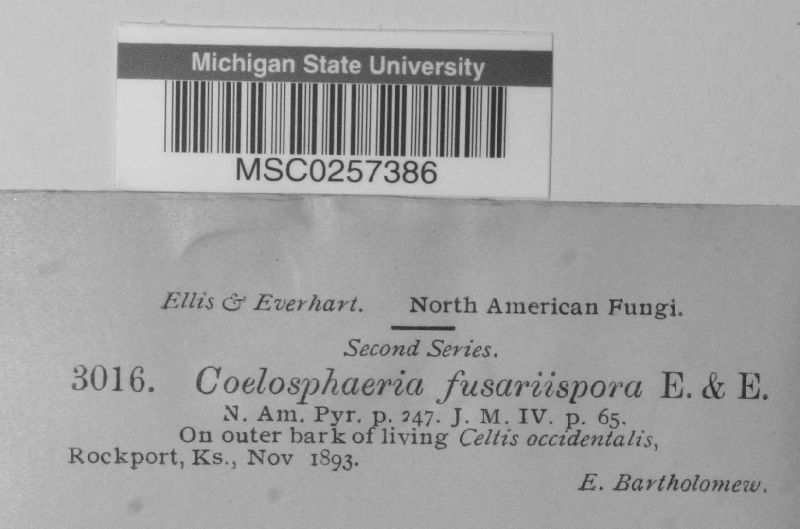 Michigan State University
MSC0257386
Ellis & Everhart. North American Fungi.
Second Series.
3016. Coelosphaeria fusariispora E. & E.
N. Am. Pyr. p. 247. J. M. IV. p. 65.
On outer bark of living Celtis occidentalis,
Rockport, Ks., Nov 1893.
E. Bartholomew.